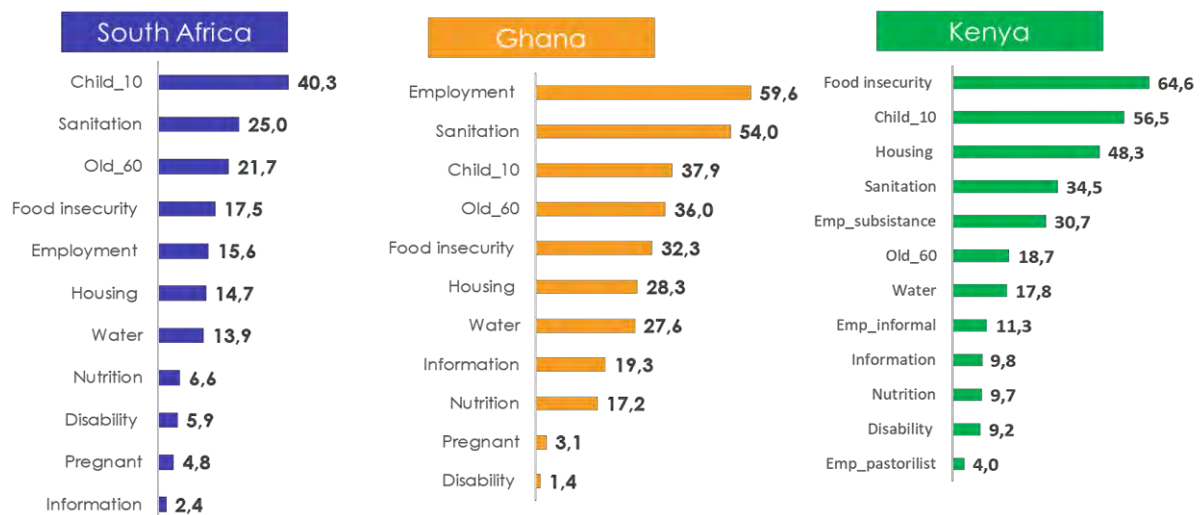 South Africa
Child_10 40,3
Sanitation 25,0
Old_60 21,7
Food insecurity 17,5
Employment 15,6
Housing 14,7
Water 13,9
Nutrition 6,6
Disability 5,9
Pregnant 4,8
Information 2,4
Ghana
Employment 59,6
Sanitation 54,0
Child_10 37,9
Old_60 36,0
Food insecurity 32,3
Housing 28,3
Water 27,6
Information 19,3
Nutrition 17,2
Pregnant 3,1
Disability 1,4
Kenya
Food insecurity 64,6
Child_10 56,5
Housing 48,3
Sanitation 34,5
Emp_subsistance 30,7
Old_60 18,7
Water 17,8
Emp_informal 11,3
Information 9,8
Nutrition 9,7
Disability 9,2
Emp_pastorilist 4,0